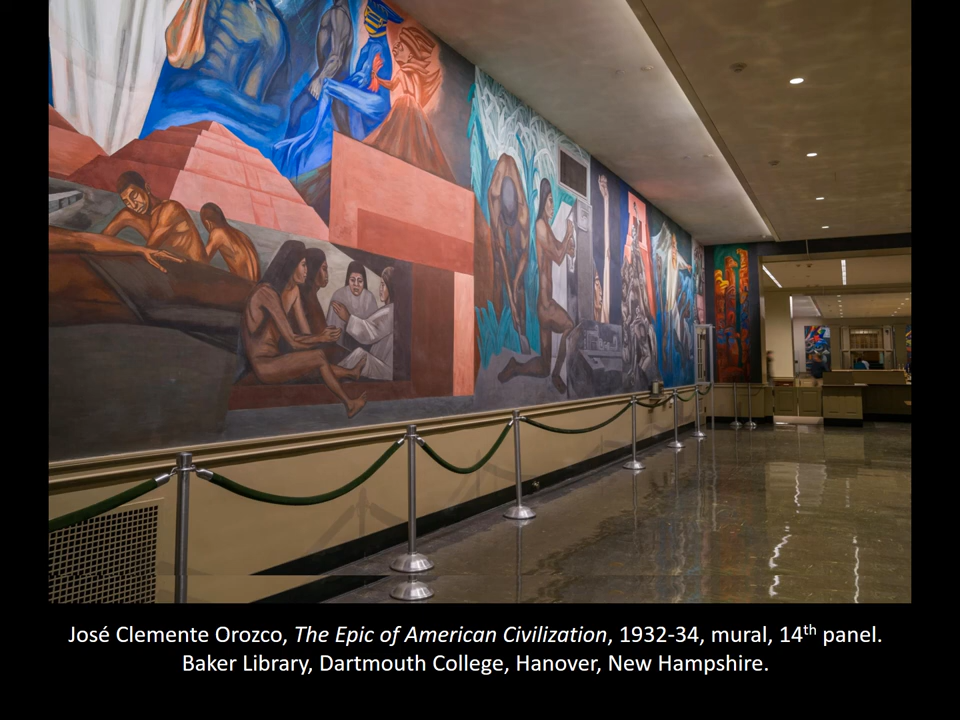 José Clemente Orozco, The Epic of American Civilization, 1932-34, mural, 14th panel.
Baker Library, Dartmouth College, Hanover, New Hampshire.